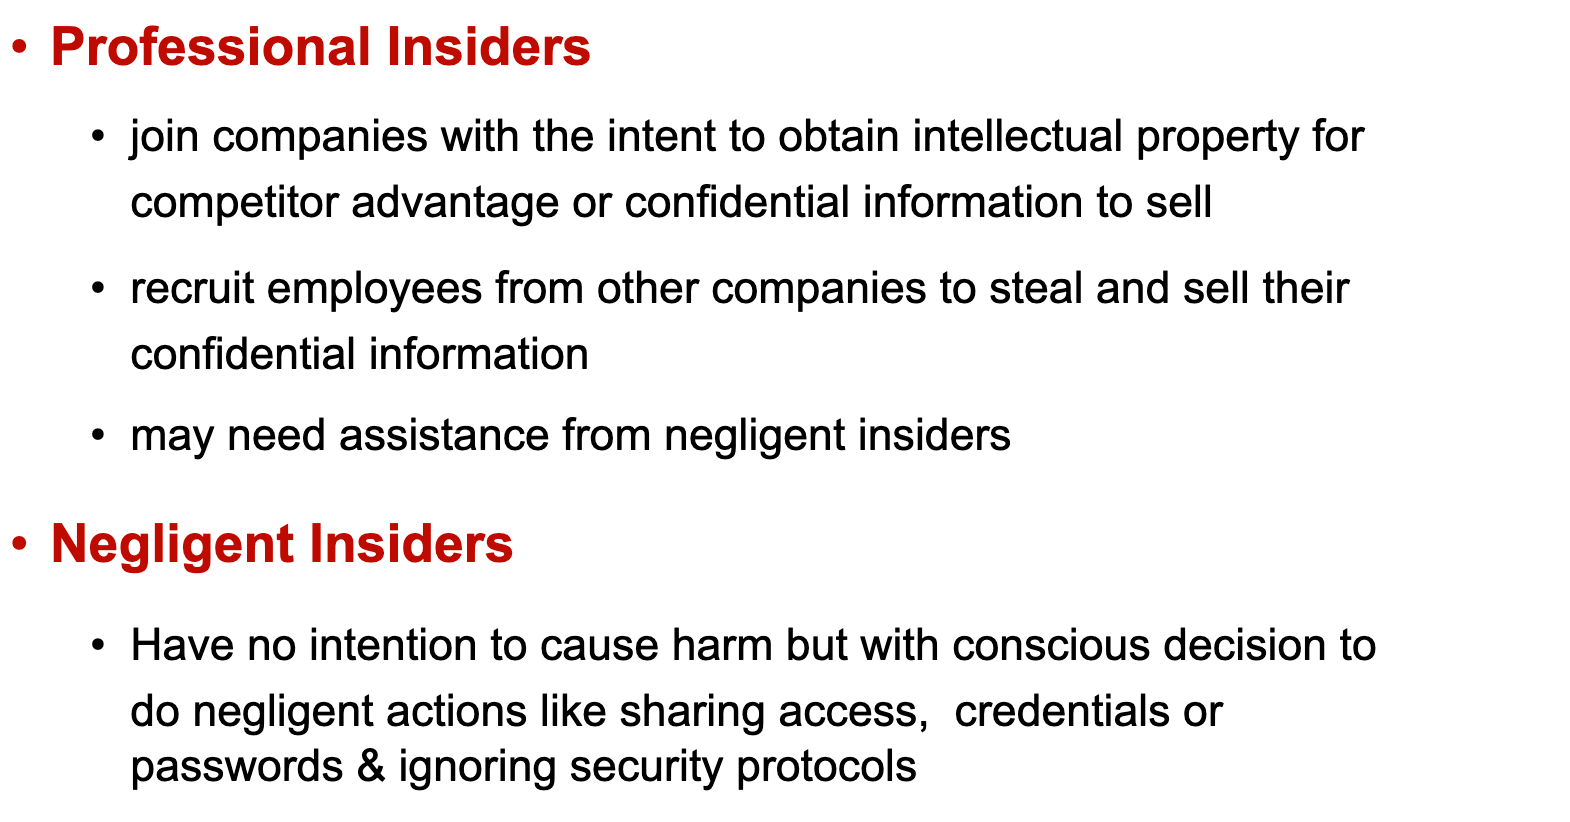 • Professional Insiders
• join companies with the intent to obtain intellectual property for
competitor advantage or confidential information to sell
• recruit employees from other companies to steal and sell their
confidential information
• may need assistance from negligent insiders
• Negligent Insiders
• Have no intention to cause harm but with conscious decision to
do negligent actions like sharing access,  credentials or
passwords & ignoring security protocols